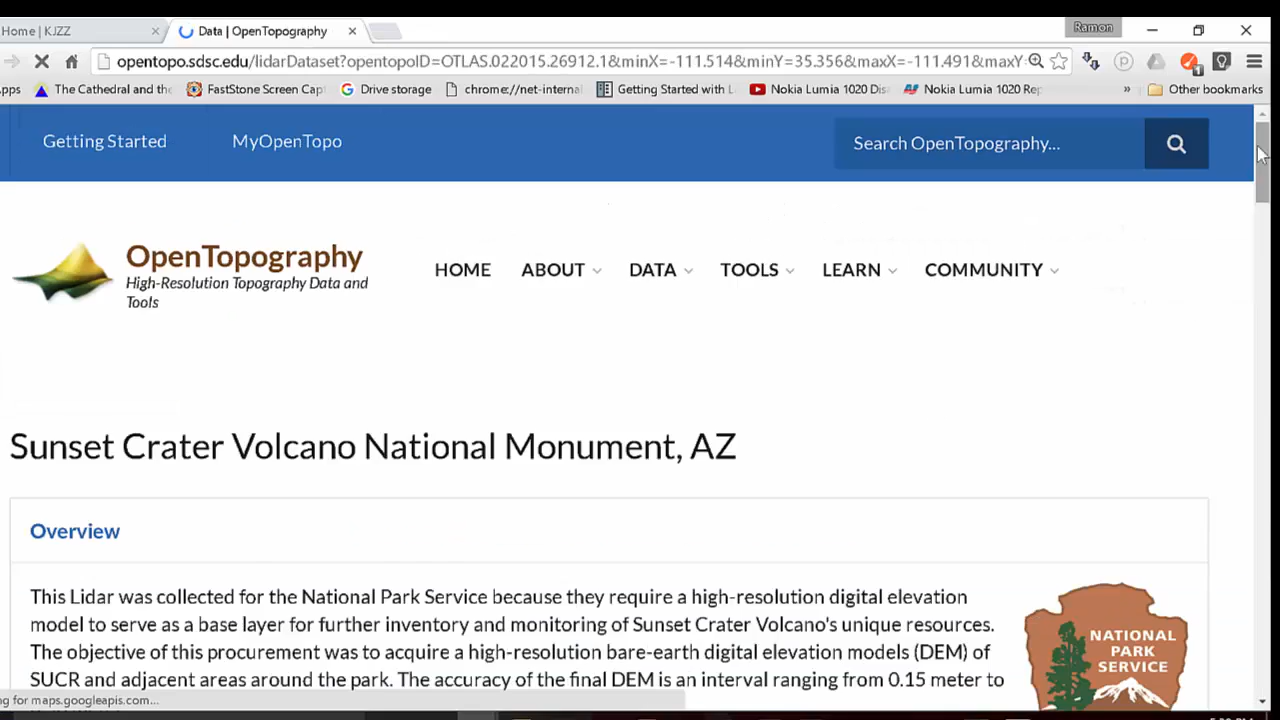 Home | KJZZ
Data | OpenTopography
Ramon
opentopo.sdsc.edu/lidarDataset?opentopoID=OTLAS.022015.26912.1&minX=-111.514&minY=35.356&maxX=-111.491&maxY
Apps The Cathedral and the FastStone Screen Cap Drive storage chrome://net-internal Getting Started with L Nokia Lumia 1020 Disa Nokia Lumia 1020 Rep » Other bookmarks
Getting Started MyOpenTopo Search OpenTopography...
OpenTopography
High-Resolution Topography Data and
Tools
HOME ABOUT DATA TOOLS LEARN COMMUNITY
Sunset Crater Volcano National Monument, AZ
Overview
This Lidar was collected for the National Park Service because they require a high-resolution digital elevation
model to serve as a base layer for further inventory and monitoring of Sunset Crater Volcano's unique resources.
The objective of this procurement was to acquire a high-resolution bare-earth digital elevation models (DEM) of
SUCR and adjacent areas around the park. The accuracy of the final DEM is an interval ranging from 0.15 meter to
NATIONAL
PARK
SERVICE
ng for maps.googleapis.com...